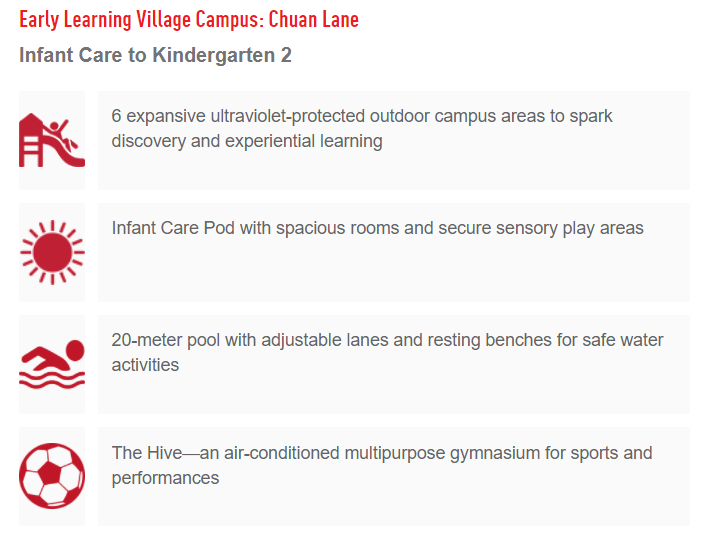 Early Learning Village Campus: Chuan Lane
Infant Care to Kindergarten 2
6 expansive ultraviolet-protected outdoor campus areas to spark
discovery and experiential learning
Infant Care Pod with spacious rooms and secure sensory play areas
20-meter pool with adjustable lanes and resting benches for safe water
activities
The Hive—an air-conditioned multipurpose gymnasium for sports and
performances